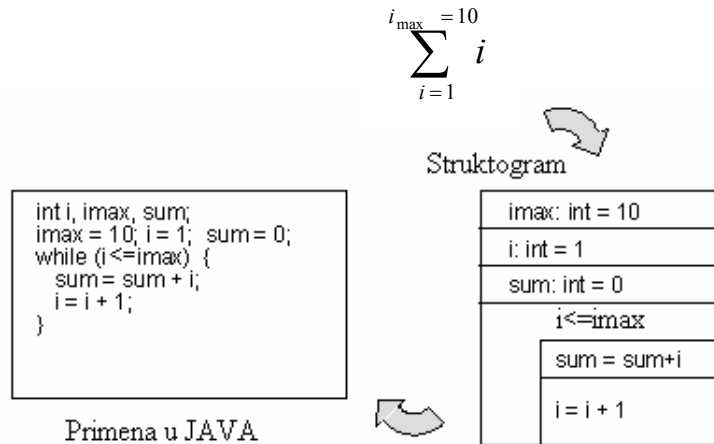 i max = 10
∑ i
i = 1
Struktogram
int i, imax, sum;
imax = 10; i = 1; sum = 0;
while (i<=imax) {
sum = sum + i;
i = i + 1;
}
Primena u JAVA
imax: int = 10
i: int = 1
sum: int = 0
i<=imax
sum = sum+i
i = i + 1